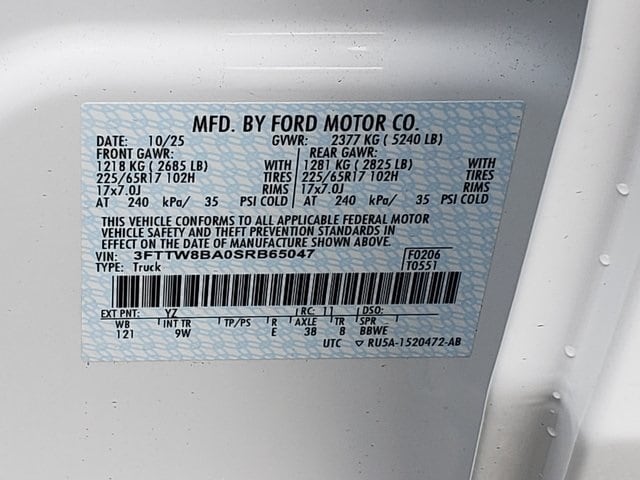 MFD. BY FORD MOTOR CO.
DATE: 10/25 GVWR: 2377 KG ( 5240 LB)
FRONT GAWR: REAR GAWR:
1218 KG ( 2685 LB) WITH 1281 KG ( 2825 LB) WITH
225/65R17 102H TIRES 225/65R17 102H TIRES
17x7.0J RIMS 17x7.0J RIMS
AT 240 kPa/ 35 PSI COLD AT 240 kPa/ 35 PSI COLD
THIS VEHICLE CONFORMS TO ALL APPLICABLE FEDERAL MOTOR
VEHICLE SAFETY AND THEFT PREVENTION STANDARDS IN
EFFECT ON THE DATE OF MANUFACTURE SHOWN ABOVE.
VIN: 3FTTW8BA0SRB65047 F0206
TYPE: Truck T0551
EXT PNT: YZ RC: 11 DSO:
WB INT TR TP/PS R AXLE TR SPR
121 9W E 38 8 BBWE
UTC ▽ RU5A-1520472-AB